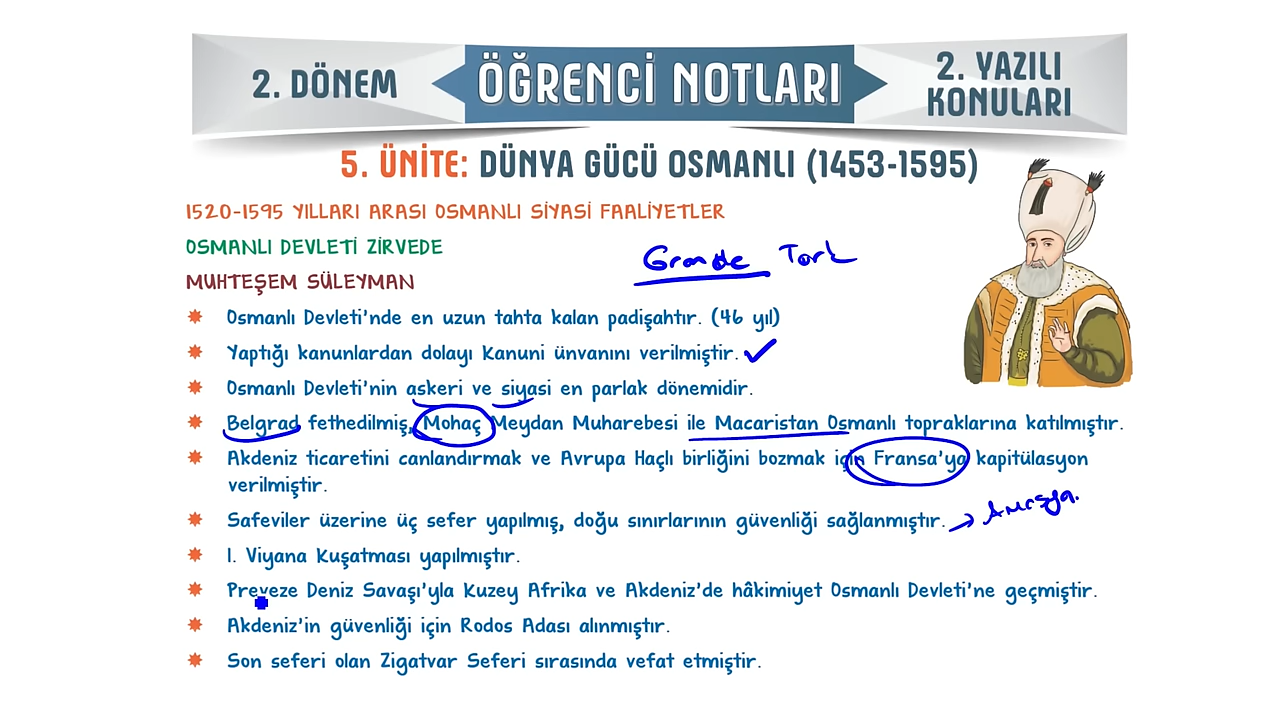 2. DÖNEM
ÖĞRENCİ NOTLARI
2. YAZILI
KONULARI
5. ÜNİTE: DÜNYA GÜCÜ OSMANLI (1453-1595)
1520-1595 YILLARI ARASI OSMANLI SİYASİ FAALİYETLER
OSMANLI DEVLETİ ZİRVEDE
Grande Tork
MUHTEŞEM SÜLEYMAN
Osmanlı Devleti'nde en uzun tahta kalan padişahtır. (46 yıl)
Yaptığı kanunlardan dolayı Kanuni ünvanını verilmiştir.
Osmanlı Devleti'nin askeri ve siyasi en parlak dönemidir.
Belgrad fethedilmiş, Mohaç Meydan Muharebesi ile Macaristan Osmanlı topraklarına katılmıştır.
Akdeniz ticaretini canlandırmak ve Avrupa Haçlı birliğini bozmak için Fransa'ya kapitülasyon
verilmiştir.
Safeviler üzerine üç sefer yapılmış, doğu sınırlarının güvenliği sağlanmıştır. → Amasya.
I. Viyana Kuşatması yapılmıştır.
Preveze Deniz Savaşı'yla Kuzey Afrika ve Akdeniz'de hâkimiyet Osmanlı Devleti'ne geçmiştir.
Akdeniz'in güvenliği için Rodos Adası alınmıştır.
Son seferi olan Zigatvar Seferi sırasında vefat etmiştir.